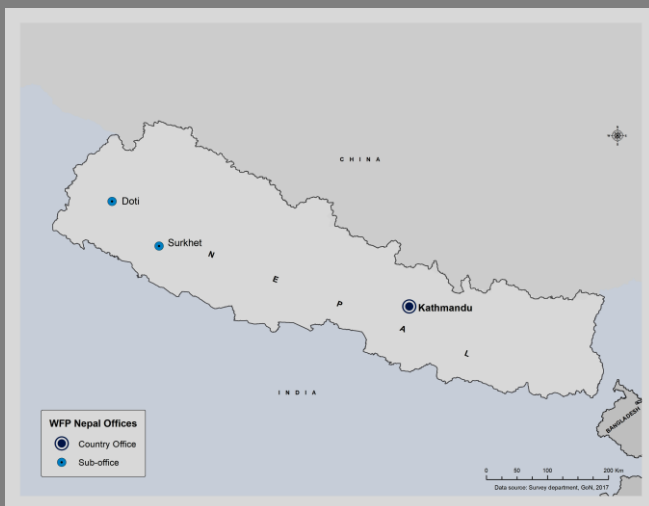 CHINA
Doti
Surkhet
NEPAL
Kathmandu
INDIA
BANGLADESH
WFP Nepal Offices
Country Office
Sub-office
0 50 100 200 Km
Data source: Survey department, GoN, 2017